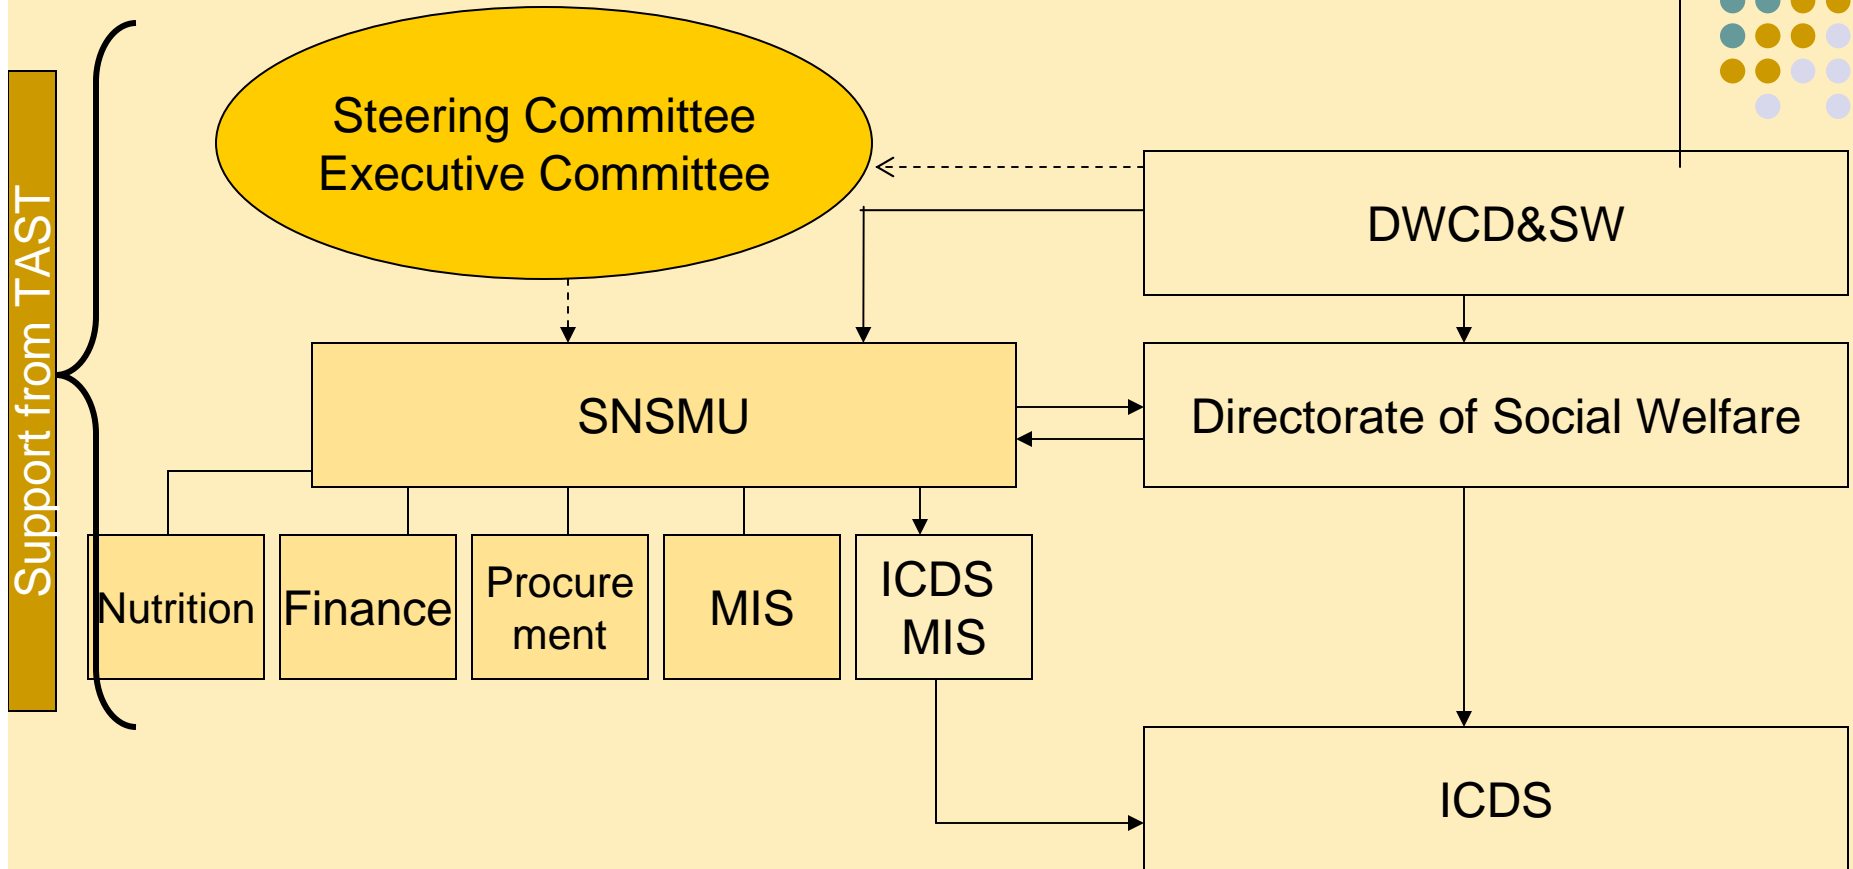 Support from TAST
Steering Committee
Executive Committee
DWCD&SW
SNSMU
Directorate of Social Welfare
Nutrition
Finance
Procure
ment
MIS
ICDS
MIS
ICDS